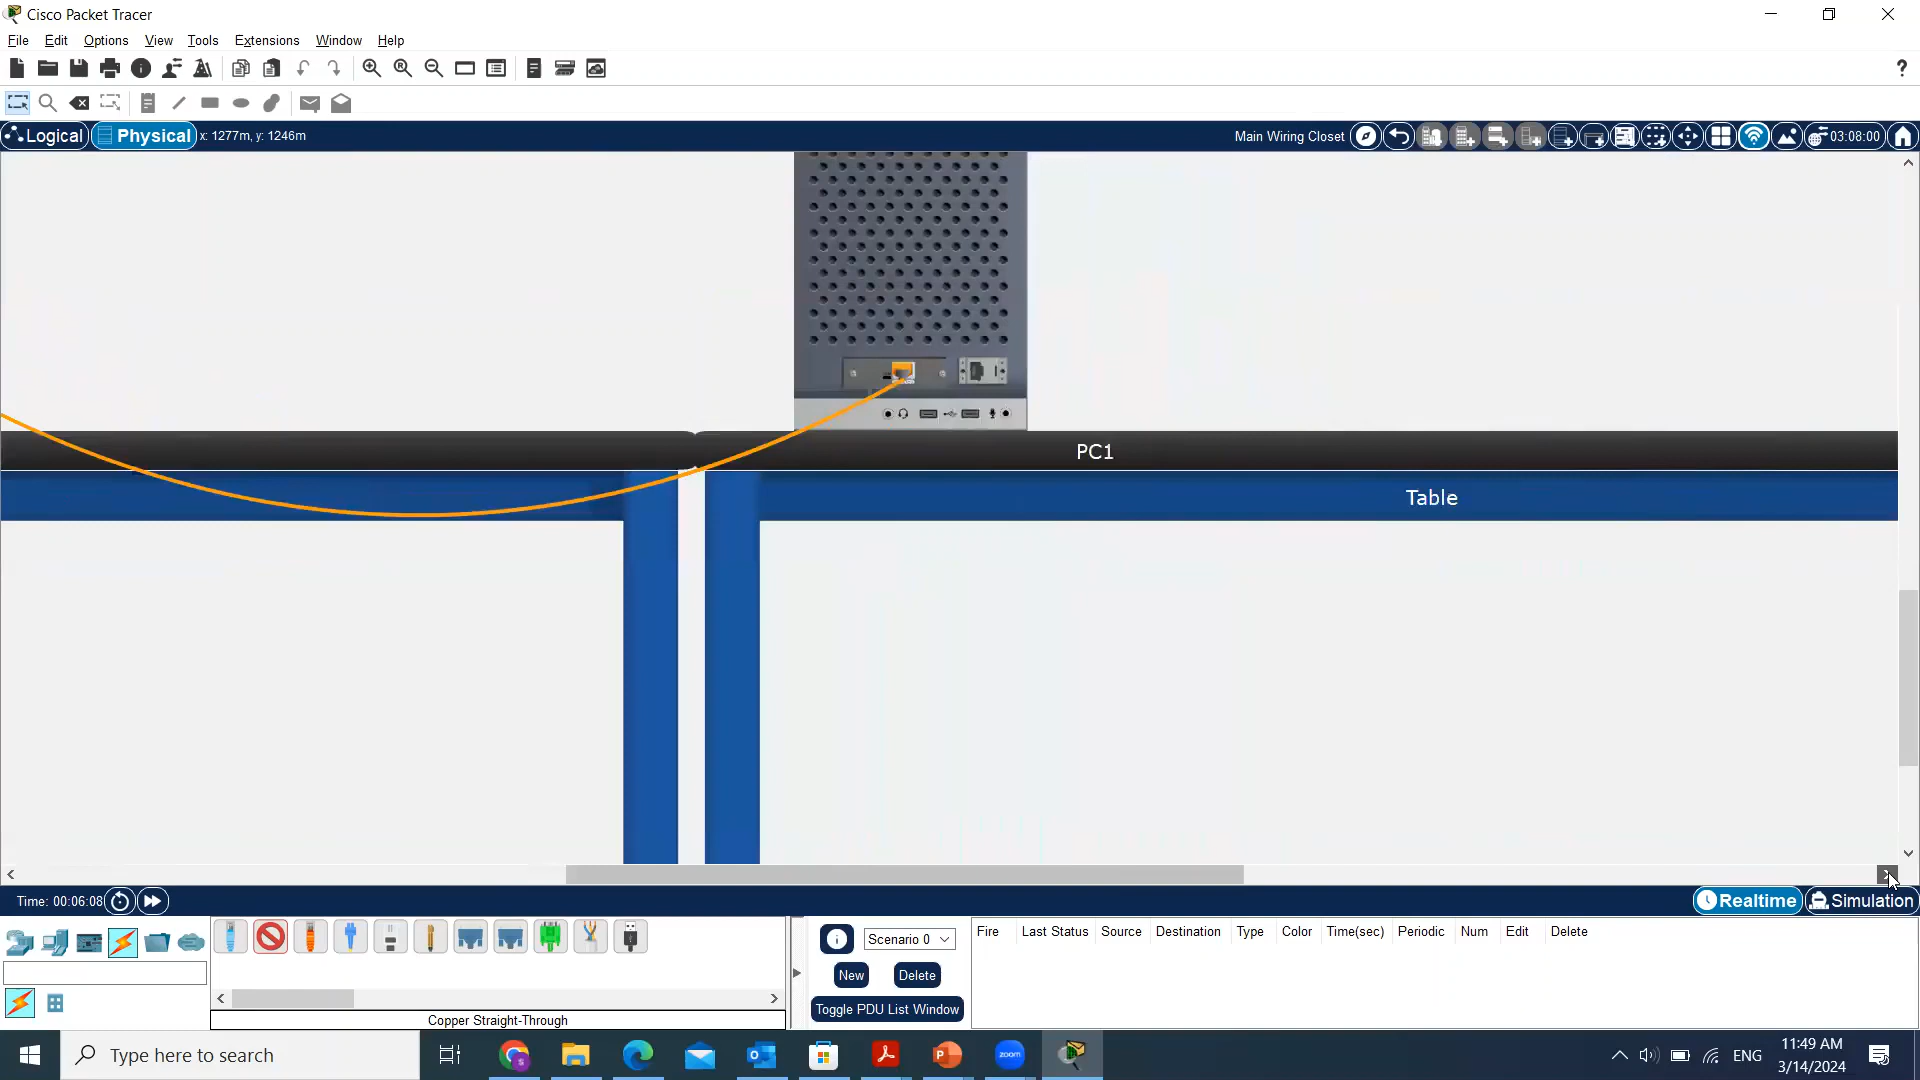 Cisco Packet Tracer
File Edit Options View Tools Extensions Window Help
?
Logical Physical x: 1277m, y: 1246m Main Wiring Closet 03:08:00
PC1
Table
Time: 00:06:08 Realtime Simulation
Scenario 0 Fire Last Status Source Destination Type Color Time(sec) Periodic Num Edit Delete
New Delete
Toggle PDU List Window
Copper Straight-Through
Type here to search zoom ENG 11:49 AM
3/14/2024